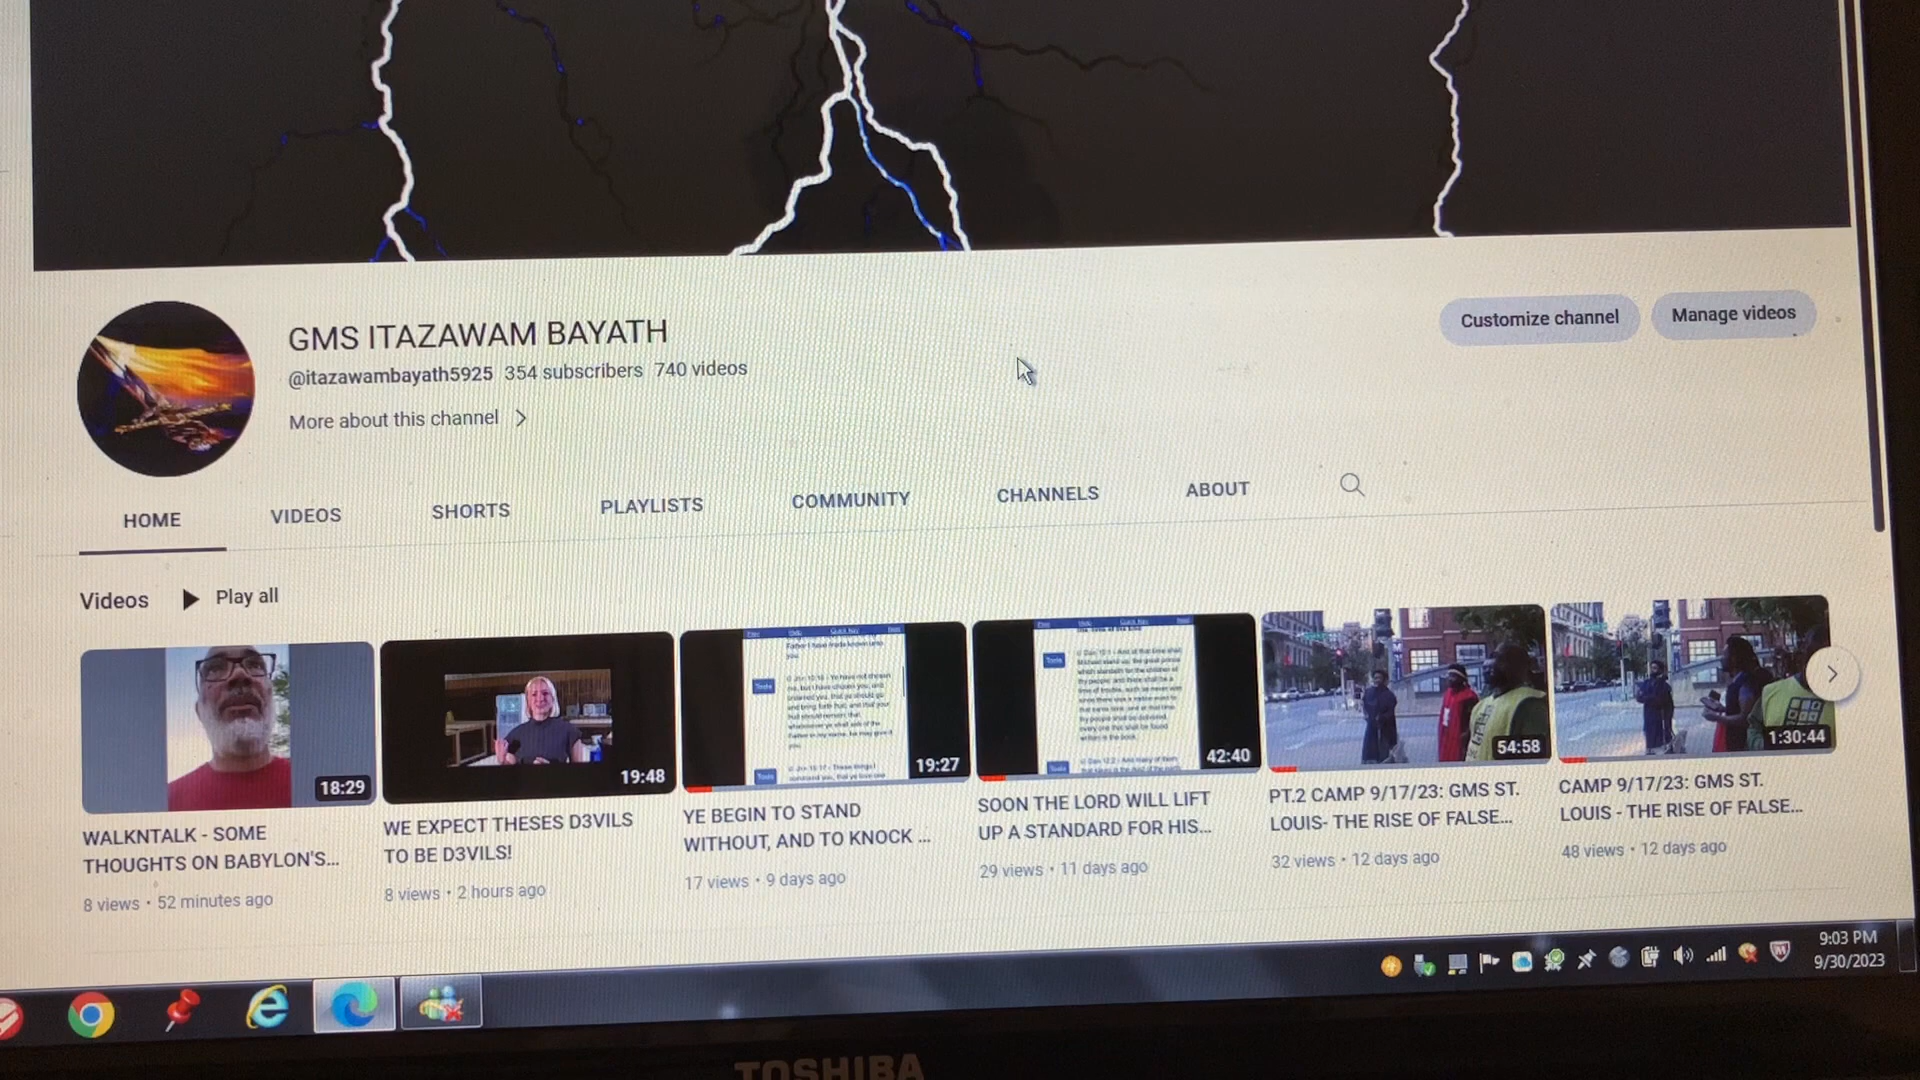 GMS ITAZAWAM BAYATH
@itazawambayath5925 354 subscribers 740 videos
More about this channel
Customize channel
Manage videos
HOME
VIDEOS
SHORTS
PLAYLISTS
COMMUNITY
CHANNELS
ABOUT
Videos
Play all
18:29
19:48
19:27
42:40
54:58
1:30:44
WALKNTALK - SOME
THOUGHTS ON BABYLON'S...
8 views • 52 minutes ago
WE EXPECT THESES D3VILS
TO BE D3VILS!
8 views • 2 hours ago
YE BEGIN TO STAND
WITHOUT, AND TO KNOCK ...
17 views • 9 days ago
SOON THE LORD WILL LIFT
UP A STANDARD FOR HIS...
29 views • 11 days ago
PT.2 CAMP 9/17/23: GMS ST.
LOUIS- THE RISE OF FALSE...
32 views • 12 days ago
CAMP 9/17/23: GMS ST.
LOUIS - THE RISE OF FALSE...
48 views • 12 days ago
9:03 PM
9/30/2023
TOSHIBA